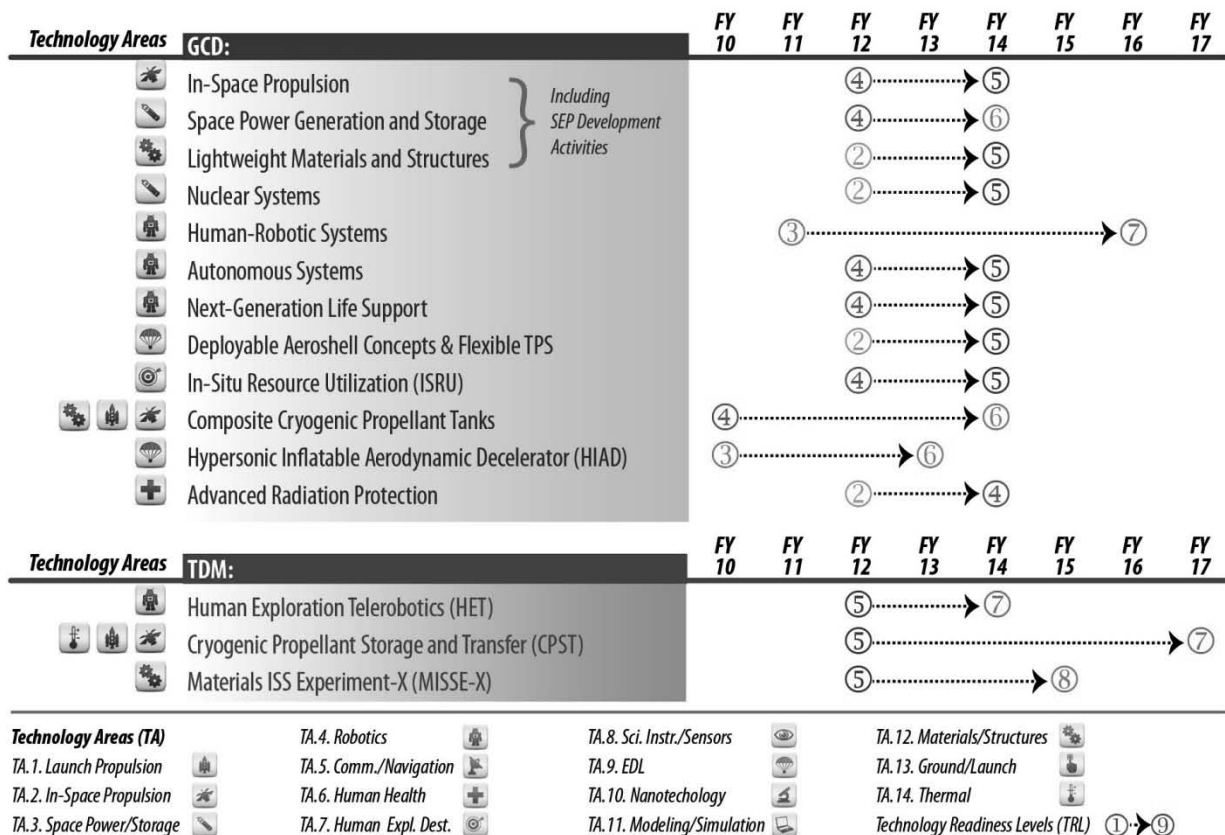 Technology Areas GCD: FY 10 FY 11 FY 12 FY 13 FY 14 FY 15 FY 16 FY 17
In-Space Propulsion 4 5
Space Power Generation and Storage 4 6
Lightweight Materials and Structures 2 5
Including
SEP Development
Activities
Nuclear Systems 2 5
Human-Robotic Systems 3 7
Autonomous Systems 4 5
Next-Generation Life Support 4 5
Deployable Aeroshell Concepts & Flexible TPS 2 5
In-Situ Resource Utilization (ISRU) 4 5
Composite Cryogenic Propellant Tanks 4 6
Hypersonic Inflatable Aerodynamic Decelerator (HIAD) 3 6
Advanced Radiation Protection 2 4
Technology Areas TDM: FY 10 FY 11 FY 12 FY 13 FY 14 FY 15 FY 16 FY 17
Human Exploration Telerobotics (HET) 5 7
Cryogenic Propellant Storage and Transfer (CPST) 5 7
Materials ISS Experiment-X (MISSE-X) 5 8
Technology Areas (TA)
TA.1. Launch Propulsion
TA.2. In-Space Propulsion
TA.3. Space Power/Storage
TA.4. Robotics
TA.5. Comm./Navigation
TA.6. Human Health
TA.7. Human Expl. Dest.
TA.8. Sci. Instr./Sensors
TA.9. EDL
TA.10. Nanotechology
TA.11. Modeling/Simulation
TA.12. Materials/Structures
TA.13. Ground/Launch
TA.14. Thermal
Technology Readiness Levels (TRL) 1 9